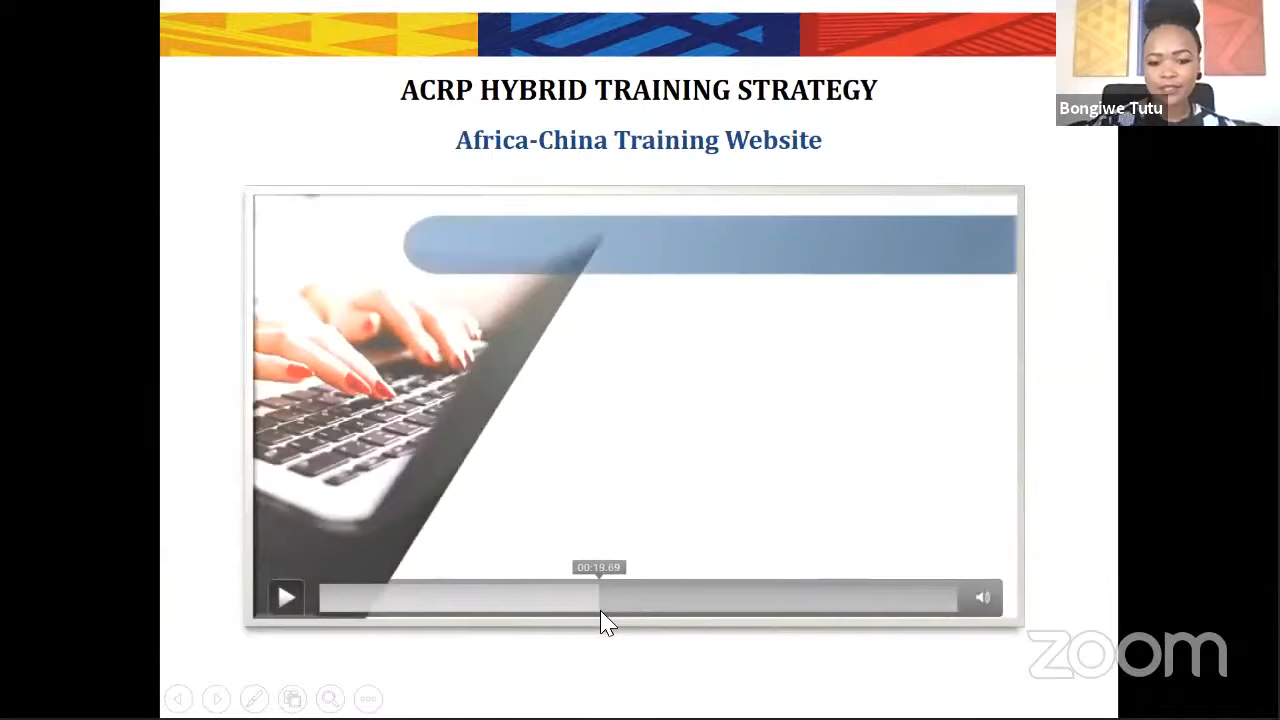 ACRP HYBRID TRAINING STRATEGY
Africa-China Training Website
Bongiwe Tutu
00:19.69
zoom